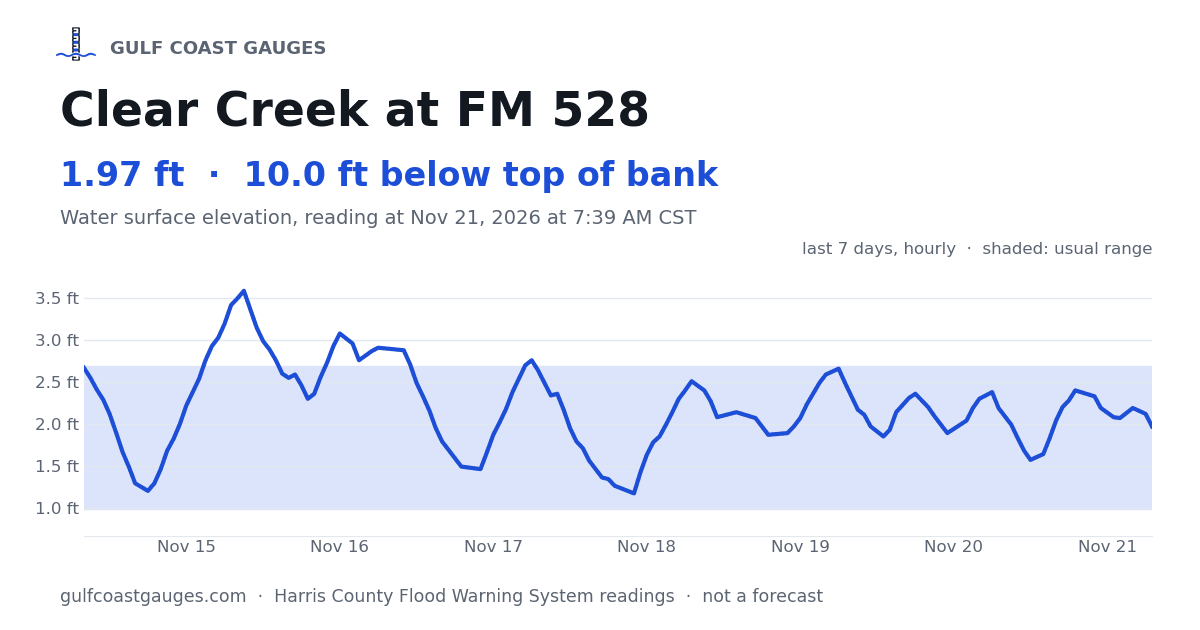 GULF COAST GAUGES
Clear Creek at FM 528
1.97 ft · 10.0 ft below top of bank
Water surface elevation, reading at Nov 21, 2026 at 7:39 AM CST
last 7 days, hourly · shaded: usual range
3.5 ft
3.0 ft
2.5 ft
2.0 ft
1.5 ft
1.0 ft
Nov 15 Nov 16 Nov 17 Nov 18 Nov 19 Nov 20 Nov 21
gulfcoastgauges.com · Harris County Flood Warning System readings · not a forecast